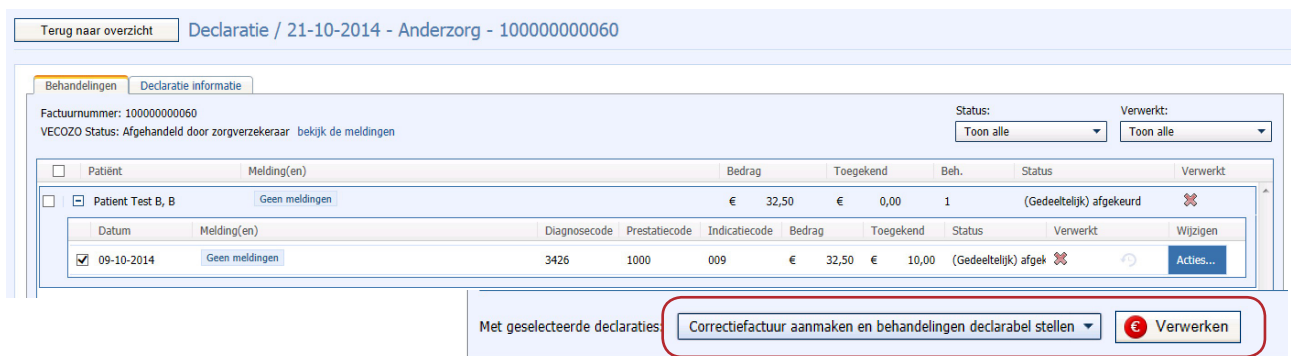 Terug naar overzicht Declaratie / 21-10-2014 - Anderzorg - 100000000060
Behandelingen Declaratie informatie
Factuurnummer: 100000000060
VECOZO Status: Afgehandeld door zorgverzekeraar bekijk de meldingen
Status: Verwerkt:
Toon alle Toon alle
Patiënt Melding(en) Bedrag Toegekend Beh. Status Verwerkt
Patient Test B, B Geen meldingen € 32,50 € 0,00 1 (Gedeeltelijk) afgekeurd
Datum Melding(en) Diagnosecode Prestatiecode Indicatiecode Bedrag Toegekend Status Verwerkt Wijzigen
09-10-2014 Geen meldingen 3426 1000 009 € 32,50 € 10,00 (Gedeeltelijk) afgek Acties...
Met geselecteerde declaraties: Correctiefactuur aanmaken en behandelingen declarabel stellen € Verwerken